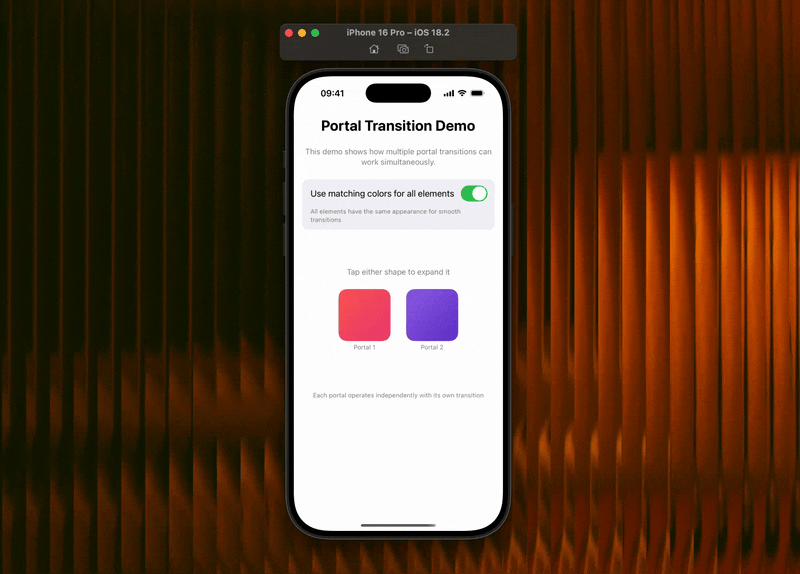 iPhone 16 Pro – iOS 18.2
09:41
Portal Transition Demo
This demo shows how multiple portal transitions can
work simultaneously.
Use matching colors for all elements
All elements have the same appearance for smooth
transitions
Tap either shape to expand it
Portal 1
Portal 2
Each portal operates independently with its own transition